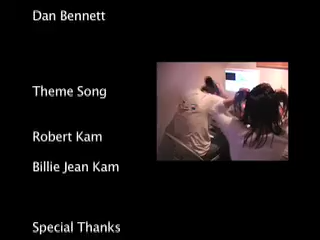 Dan Bennett
Theme Song
Robert Kam
Billie Jean Kam
Special Thanks